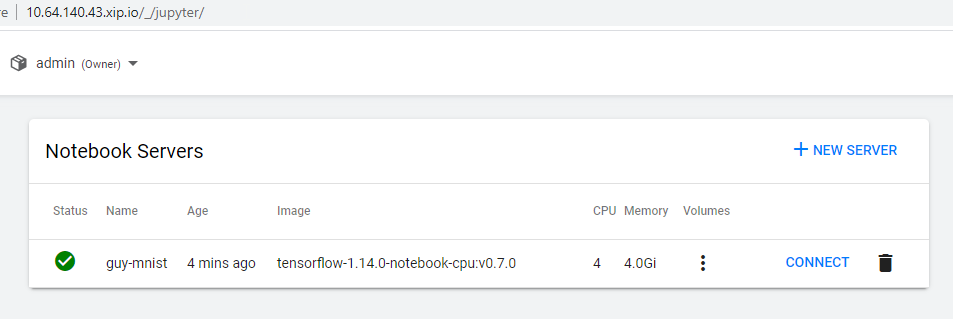 re 10.64.140.43.xip.io/_/jupyter/
admin (Owner)
Notebook Servers
NEW SERVER
Status Name Age Image CPU Memory Volumes
guy-mnist 4 mins ago tensorflow-1.14.0-notebook-cpu:v0.7.0 4 4.0Gi CONNECT